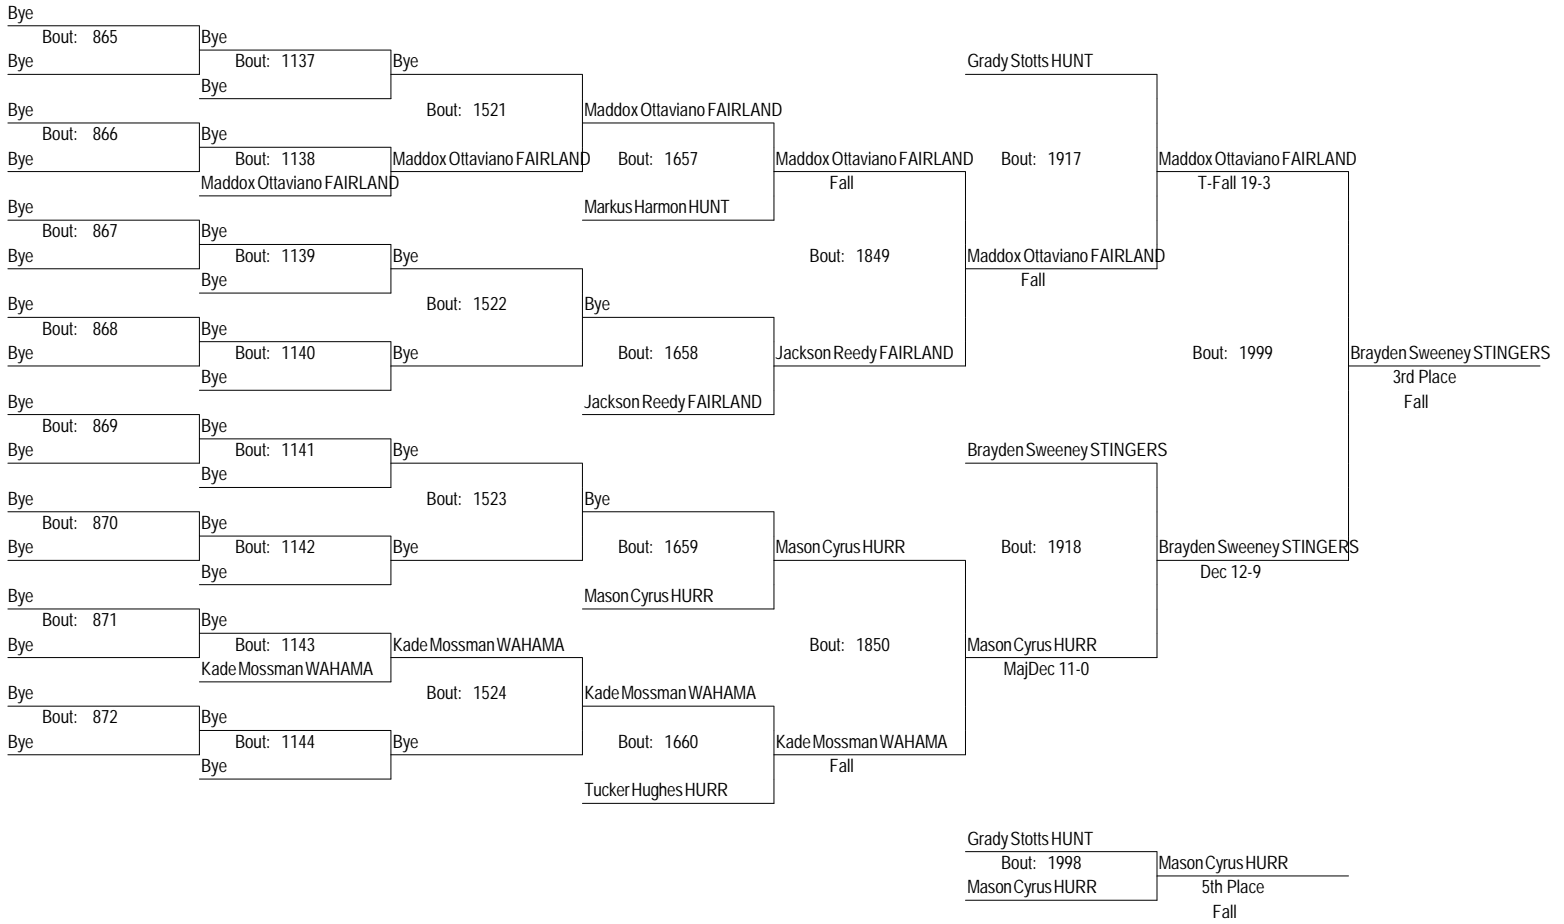 Bye
Bout: 865
Bye
Bye
Bout: 866
Bye
Bye
Bout: 867
Bye
Bye
Bout: 868
Bye
Bye
Bout: 869
Bye
Bye
Bout: 870
Bye
Bye
Bout: 871
Bye
Bye
Bout: 872
Bye
Bye
Bout: 1137
Bye
Bye
Bout: 1138
Maddox Ottaviano FAIRLAND
Bye
Bout: 1139
Bye
Bye
Bout: 1140
Bye
Bye
Bout: 1141
Bye
Bye
Bout: 1142
Bye
Bye
Bout: 1143
Kade Mossman WAHAMA
Bye
Bout: 1144
Bye
Bye
Bout: 1521
Maddox Ottaviano FAIRLAND
Bye
Bout: 1522
Bye
Bye
Bout: 1523
Bye
Kade Mossman WAHAMA
Bout: 1524
Bye
Maddox Ottaviano FAIRLAND
Bout: 1657
Markus Harmon HUNT
Bye
Bout: 1658
Jackson Reedy FAIRLAND
Bye
Bout: 1659
Mason Cyrus HURR
Kade Mossman WAHAMA
Bout: 1660
Tucker Hughes HURR
Maddox Ottaviano FAIRLAND
Fall
Bout: 1849
Jackson Reedy FAIRLAND
Mason Cyrus HURR
Bout: 1850
Kade Mossman WAHAMA
Fall
Grady Stotts HUNT
Bout: 1917
Maddox Ottaviano FAIRLAND
Fall
Brayden Sweeney STINGERS
Bout: 1918
Mason Cyrus HURR
MajDec 11-0
Maddox Ottaviano FAIRLAND
T-Fall 19-3
Bout: 1999
Brayden Sweeney STINGERS
Dec 12-9
Brayden Sweeney STINGERS
3rd Place
Fall
Grady Stotts HUNT
Bout: 1998
Mason Cyrus HURR
Mason Cyrus HURR
5th Place
Fall